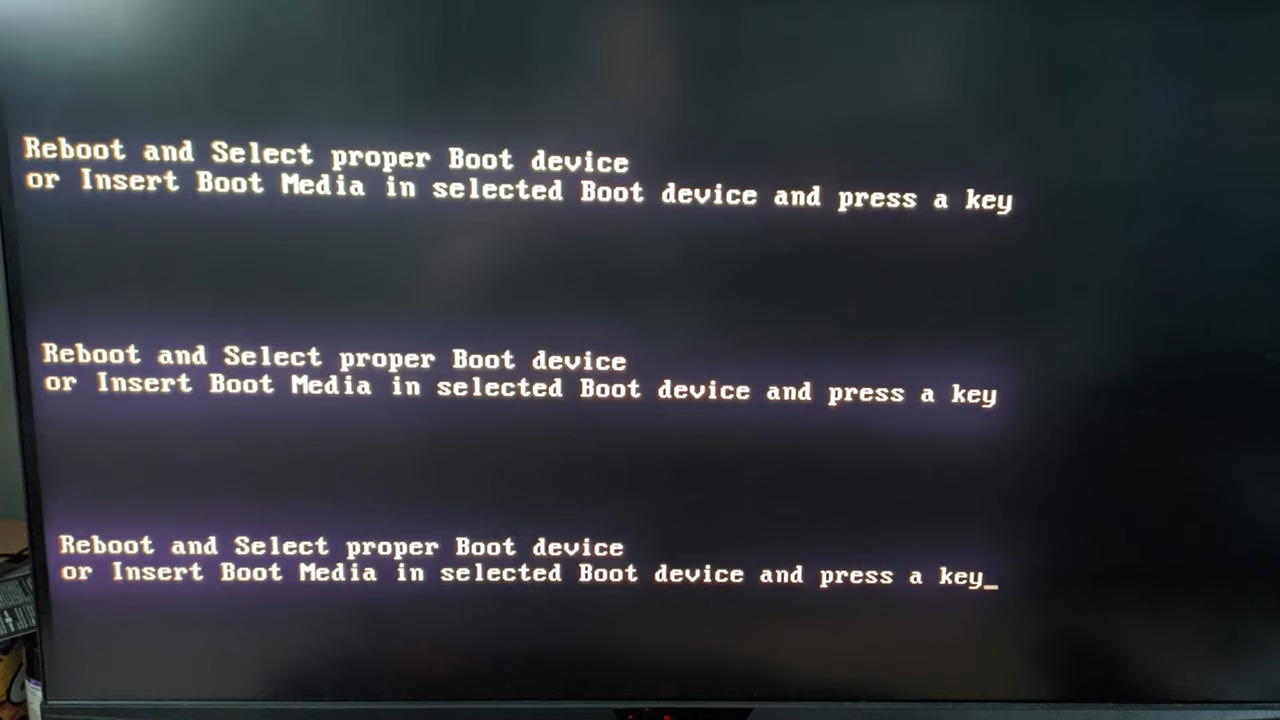 Reboot and Select proper Boot device
or Insert Boot Media in selected Boot device and press a key
Reboot and Select proper Boot device
or Insert Boot Media in selected Boot device and press a key
Reboot and Select proper Boot device
or Insert Boot Media in selected Boot device and press a key_